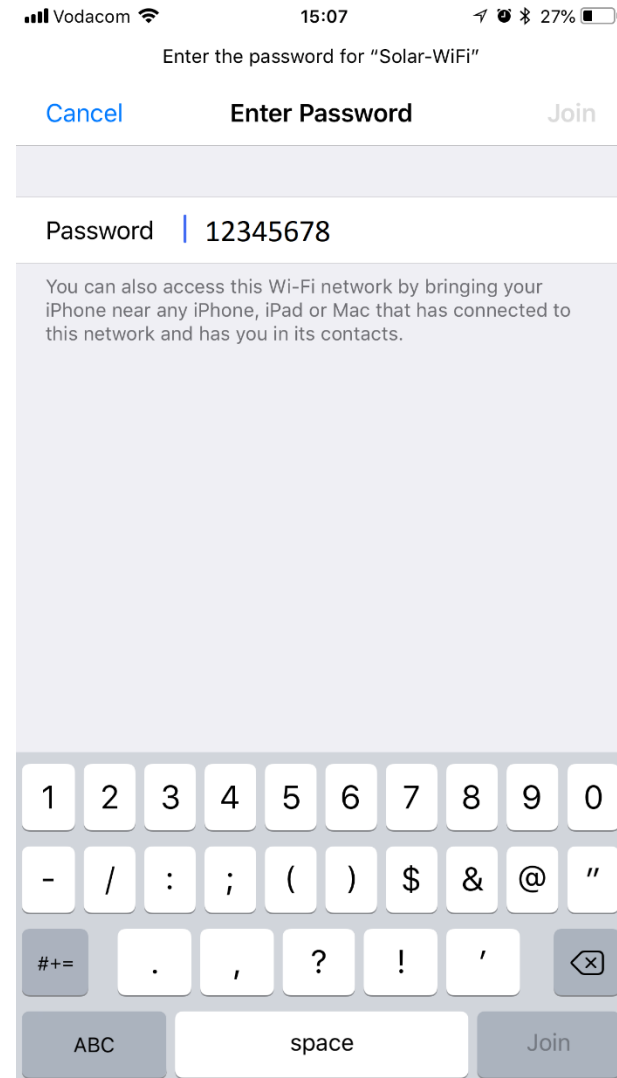 Vodacom 15:07 27%
Enter the password for “Solar-WiFi”
Cancel Enter Password Join
Password 12345678
You can also access this Wi-Fi network by bringing your
iPhone near any iPhone, iPad or Mac that has connected to
this network and has you in its contacts.
1 2 3 4 5 6 7 8 9 0
- / : ; ( ) $ & @ "
#+= . , ? ! '
ABC space Join